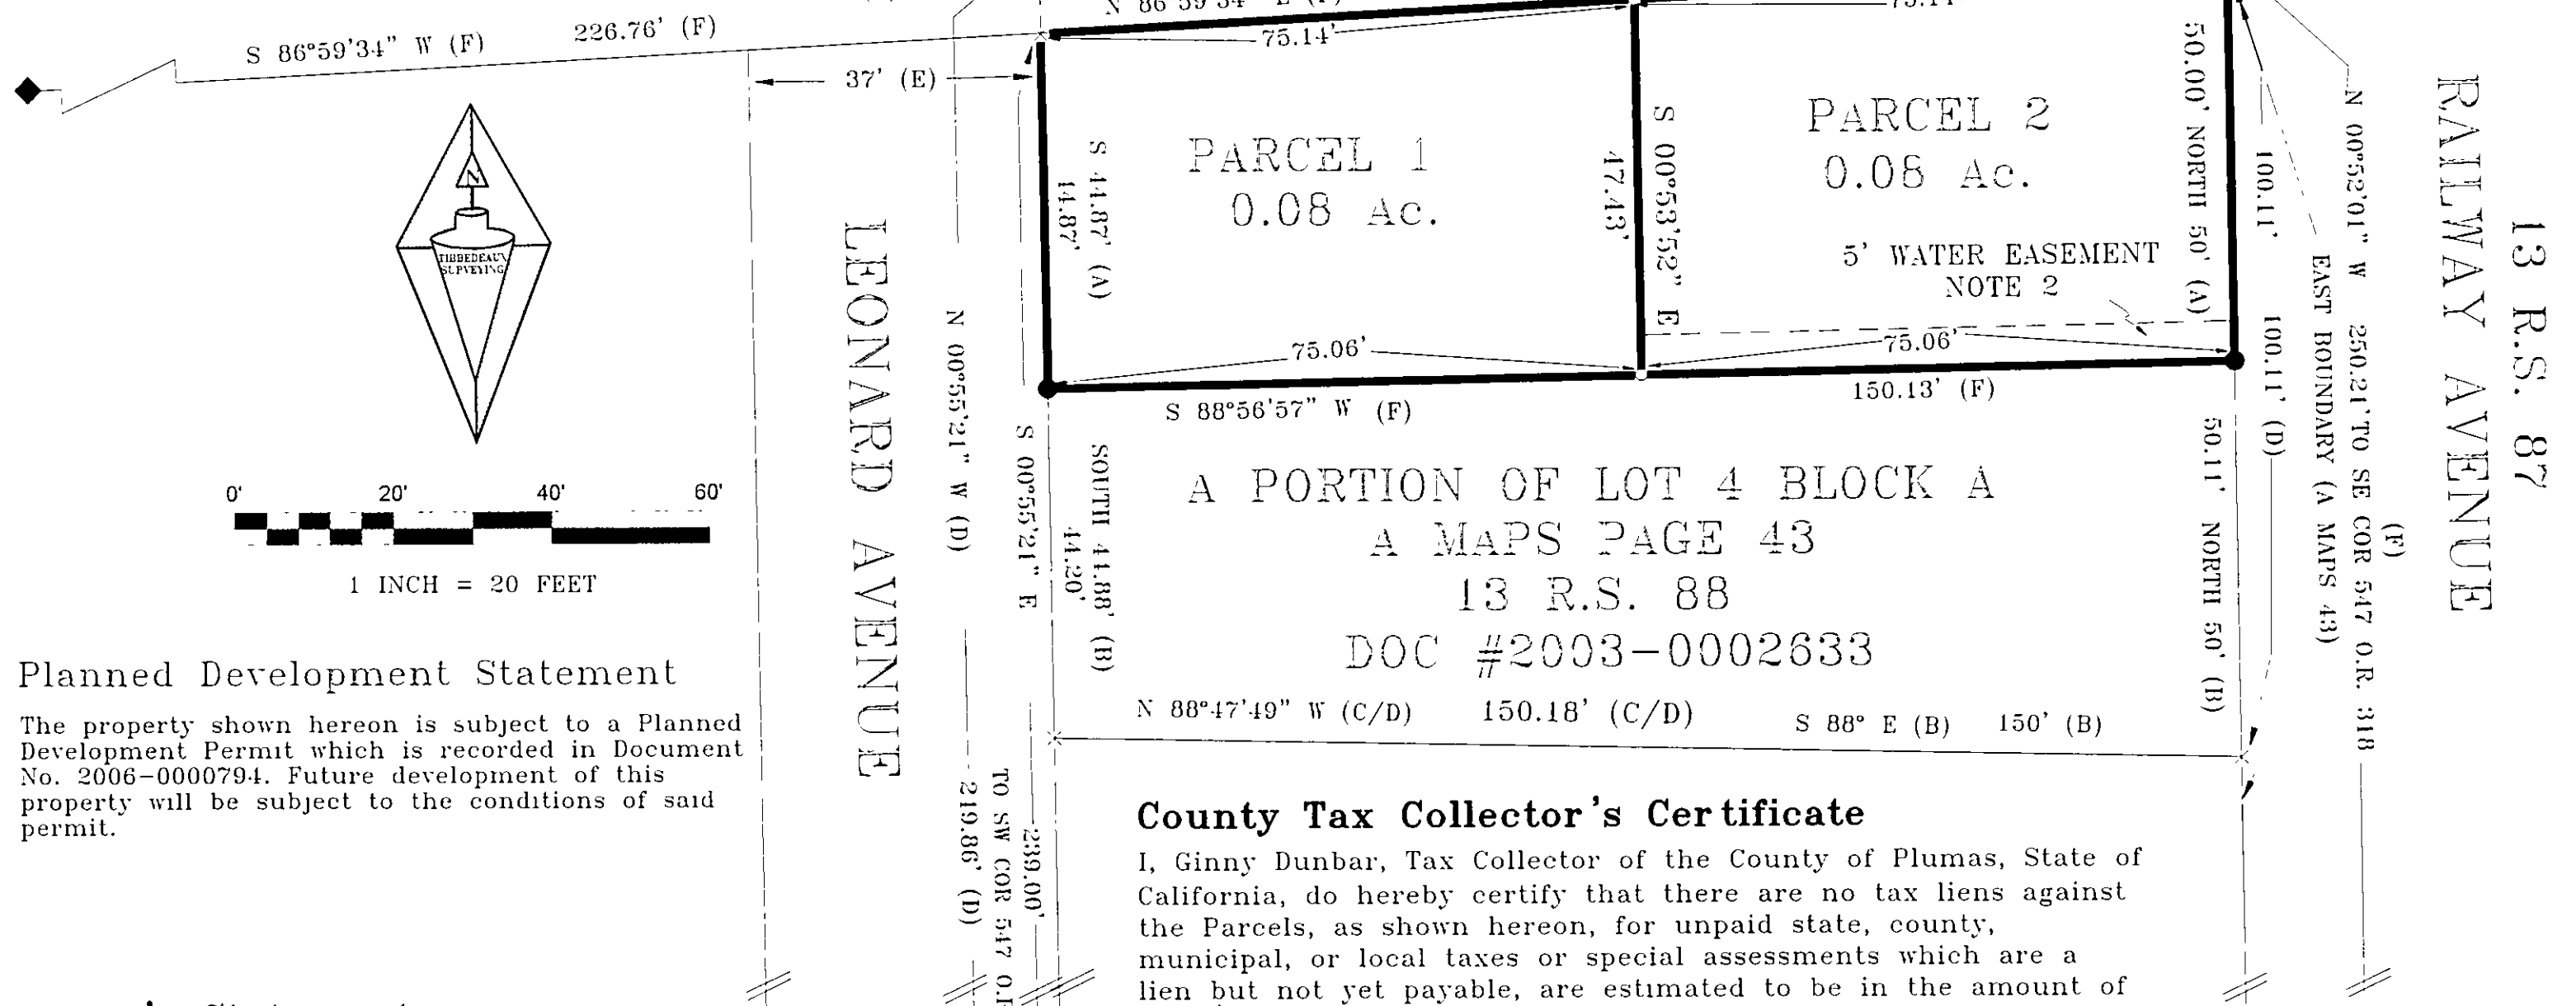 S 86°59'34" W (F) 226.76' (F)
75.14'
37' (E)
PARCEL 1
0.08 Ac.
S 44.87' (A)
44.87'
PARCEL 2
0.08 Ac.
S 00°53'52" E
47.43'
50.00' NORTH 50' (A)
5' WATER EASEMENT
NOTE 2
75.06'
75.06'
S 88°56'57" W (F)
150.13' (F)
N
TIBBEDEAUX
SURVEYING
0' 20' 40' 60'
1 INCH = 20 FEET
LEONARD AVENUE
N 00°55'21" W (D)
219.86' (D)
S 00°55'21" E
239.00'
TO SW COR 547 O.R
SOUTH 44.88' (B)
44.20'
A PORTION OF LOT 4 BLOCK A
A MAPS PAGE 43
13 R.S. 88
DOC #2003-0002633
N 88°47'49" W (C/D) 150.18' (C/D) S 88° E (B) 150' (B)
50.11' NORTH 50' (B)
100.11'
100.11' (D)
EAST BOUNDARY (A MAPS 43)
N 00°52'01" W 250.21' TO SE COR 547 O.R. 318
(F)
RAILWAY AVENUE
13 R.S. 87
Planned Development Statement
The property shown hereon is subject to a Planned
Development Permit which is recorded in Document
No. 2006-0000794. Future development of this
property will be subject to the conditions of said
permit.
County Tax Collector's Certificate
I, Ginny Dunbar, Tax Collector of the County of Plumas, State of
California, do hereby certify that there are no tax liens against
the Parcels, as shown hereon, for unpaid state, county,
municipal, or local taxes or special assessments which are a
lien but not yet payable, are estimated to be in the amount of